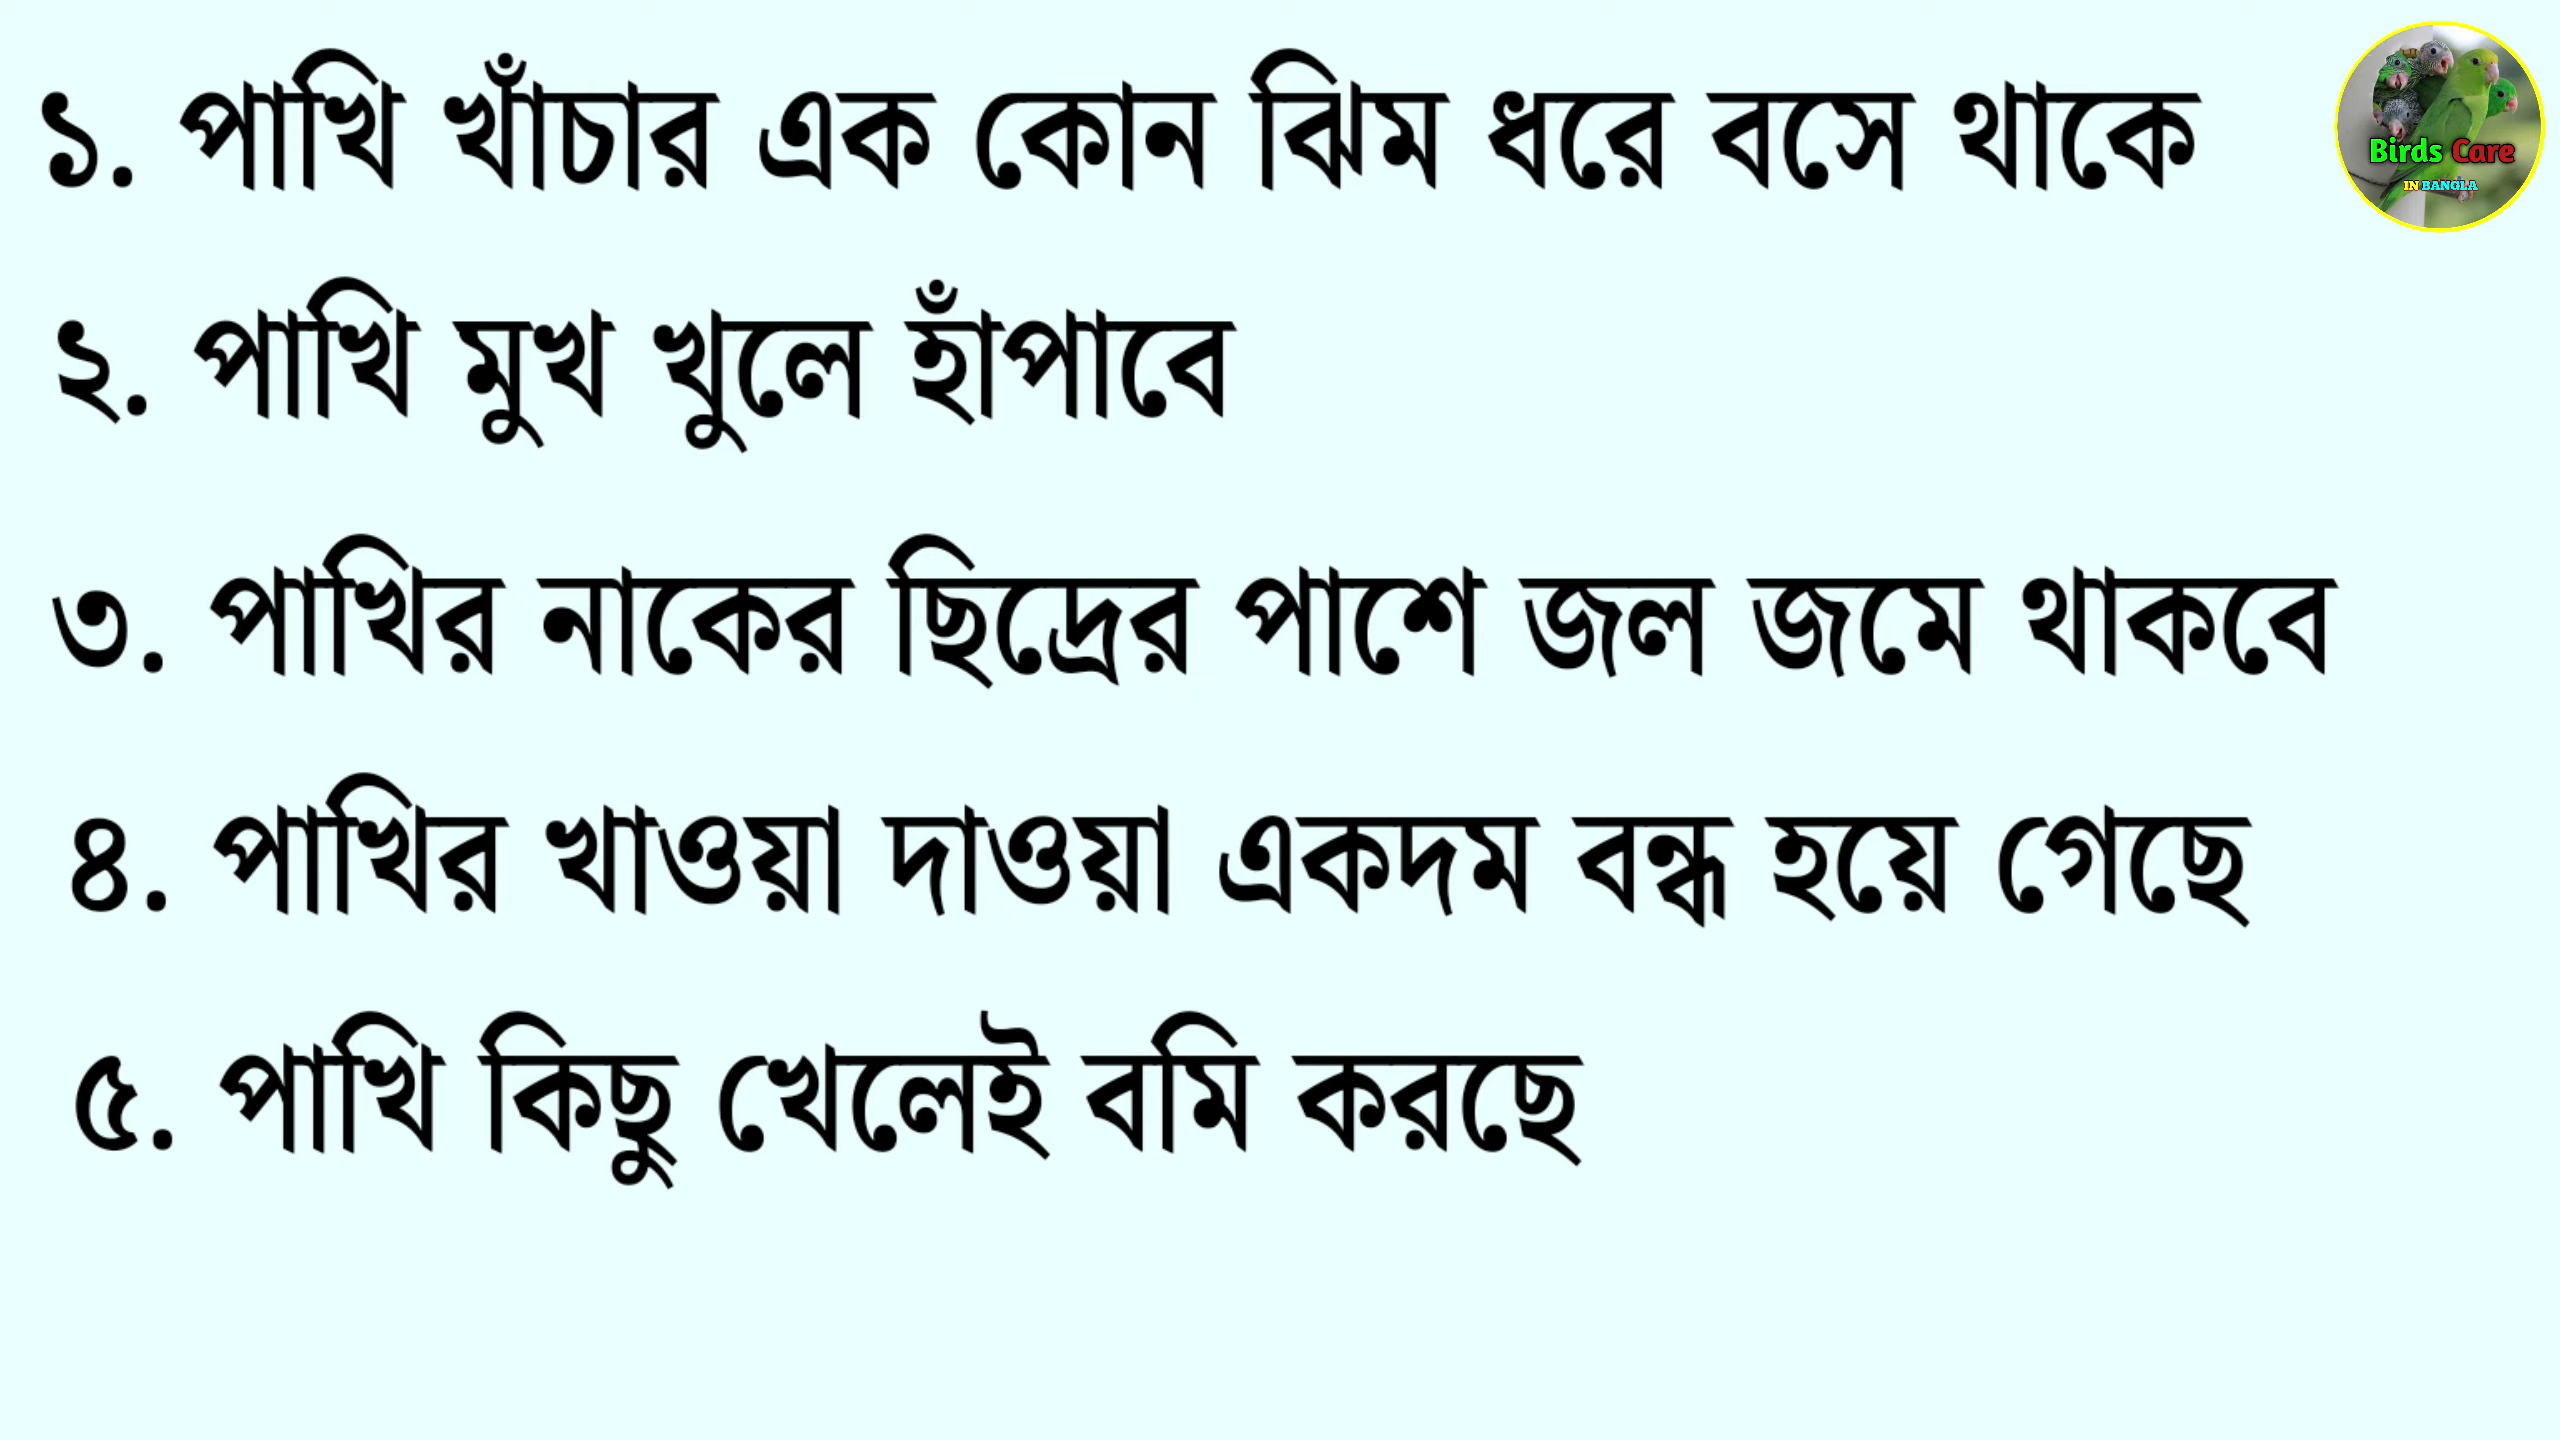 ১. পাখি খাঁচার এক কোন ঝিম ধরে বসে থাকে
Birds Care
IN BANGLA
২. পাখি মুখ খুলে হাঁপাবে
৩. পাখির নাকের ছিদ্রের পাশে জল জমে থাকবে
৪. পাখির খাওয়া দাওয়া একদম বন্ধ হয়ে গেছে
৫. পাখি কিছু খেলেই বমি করছে